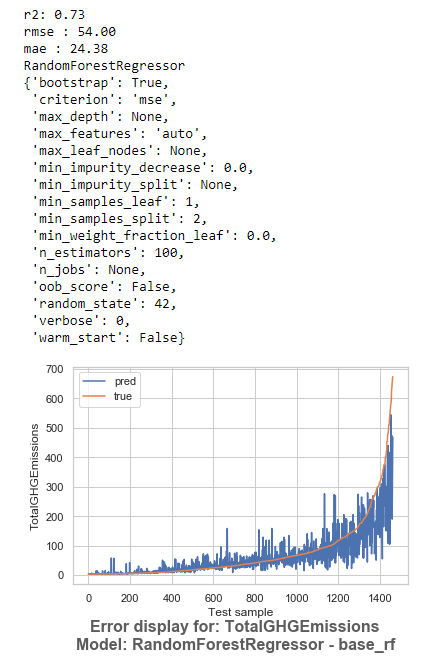 r2: 0.73
rmse : 54.00
mae : 24.38
RandomForestRegressor
{'bootstrap': True,
'criterion': 'mse',
'max_depth': None,
'max_features': 'auto',
'max_leaf_nodes': None,
'min_impurity_decrease': 0.0,
'min_impurity_split': None,
'min_samples_leaf': 1,
'min_samples_split': 2,
'min_weight_fraction_leaf': 0.0,
'n_estimators': 100,
'n_jobs': None,
'oob_score': False,
'random_state': 42,
'verbose': 0,
'warm_start': False}
700
600
500
400
300
200
100
0
TotalGHGEmissions
pred
true
0 200 400 600 800 1000 1200 1400
Test sample
Error display for: TotalGHGEmissions
Model: RandomForestRegressor - base_rf